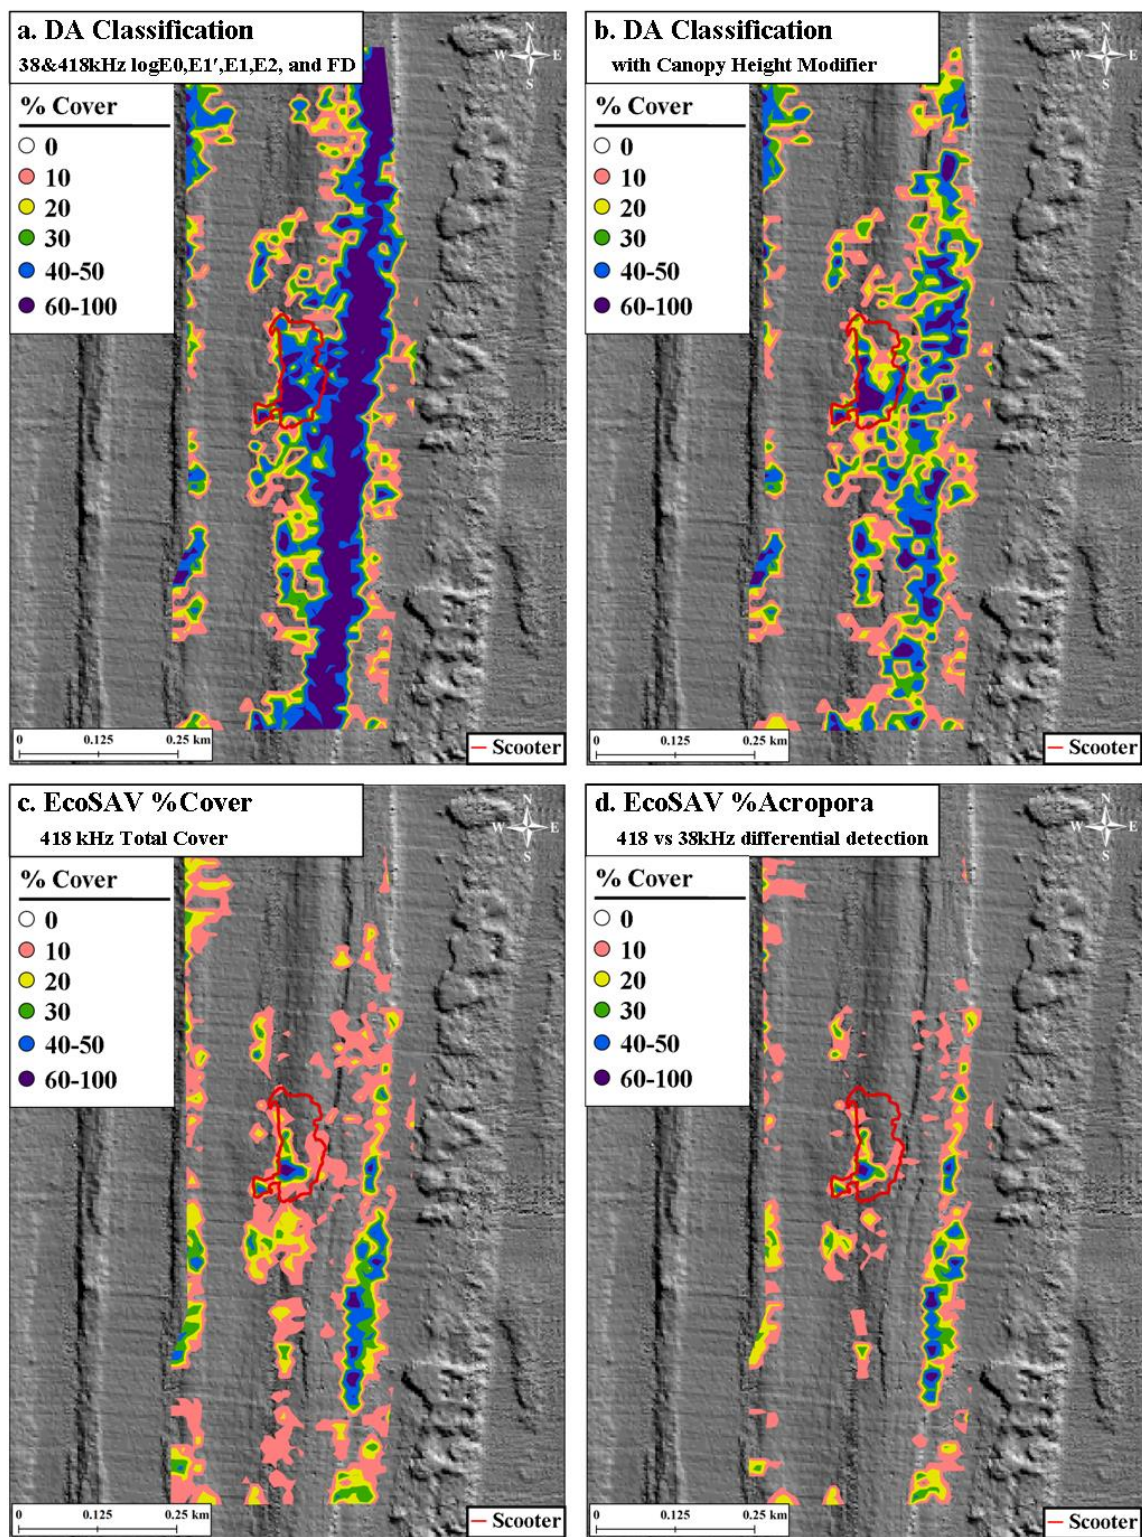 a. DA Classification
38&418kHz logE0,E1′,E1,E2, and FD
% Cover
0
10
20
30
40-50
60-100
N
W E
S
0 0.125 0.25 km
Scooter
b. DA Classification
with Canopy Height Modifier
% Cover
0
10
20
30
40-50
60-100
N
W E
S
0 0.125 0.25 km
Scooter
c. EcoSAV %Cover
418 kHz Total Cover
% Cover
0
10
20
30
40-50
60-100
N
W E
S
0 0.125 0.25 km
Scooter
d. EcoSAV %Acropora
418 vs 38kHz differential detection
% Cover
0
10
20
30
40-50
60-100
N
W E
S
0 0.125 0.25 km
Scooter